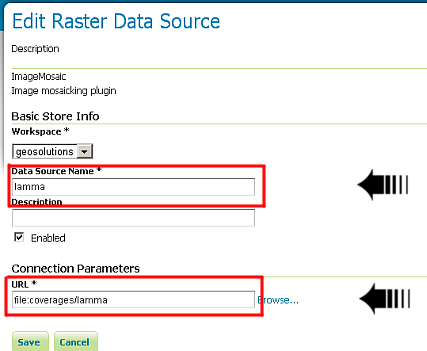 Edit Raster Data Source
Description
ImageMosaic
Image mosaicking plugin
Basic Store Info
Workspace *
geosolutions
Data Source Name *
lamma
Description
Enabled
Connection Parameters
URL *
file:coverages/lamma
Browse...
Save Cancel